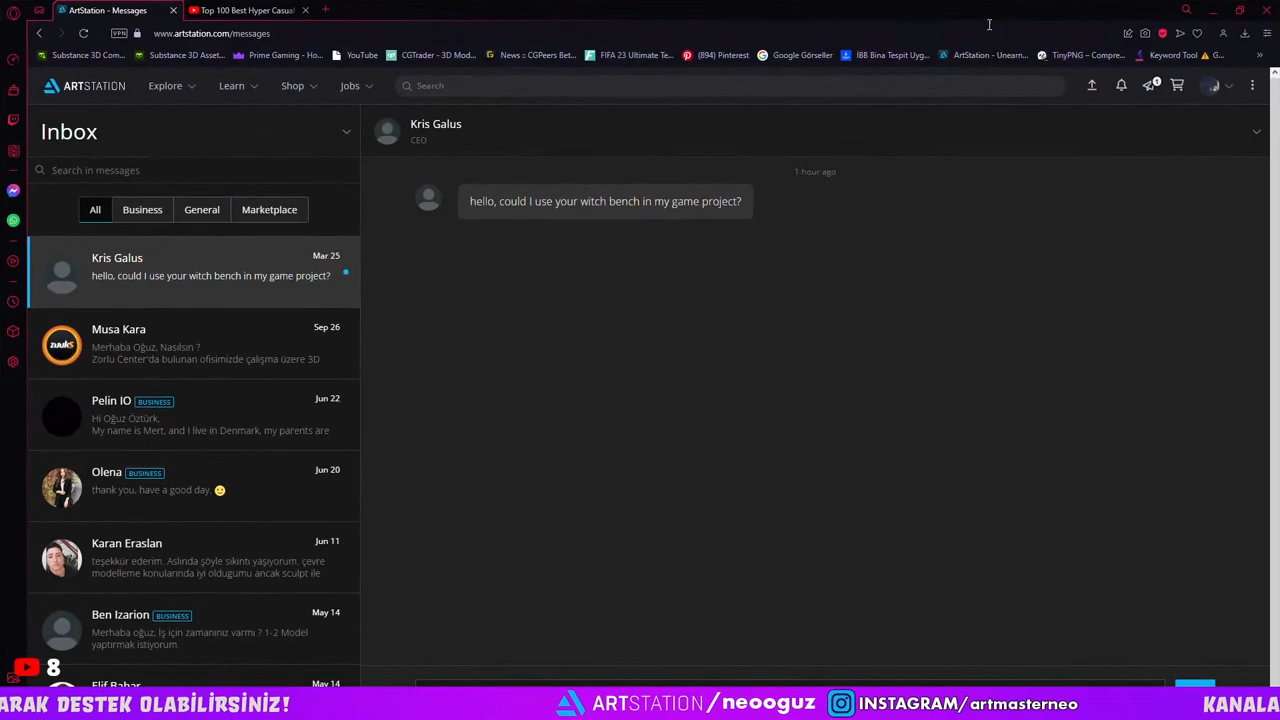 ArtStation - Messages
Top 100 Best Hyper Casual
VPN
www.artstation.com/messages
Substance 3D Com...
Substance 3D Asset...
Prime Gaming - Ho...
YouTube
CGTrader - 3D Mod...
News :: CGPeers Bet...
FIFA 23 Ultimate Te...
(894) Pinterest
Google Görseller
İBB Bina Tespit Uyg...
ArtStation - Unearn...
TinyPNG – Compres...
Keyword Tool
ARTSTATION
Explore
Learn
Shop
Jobs
Search
1
Inbox
Search in messages
All
Business
General
Marketplace
Kris Galus
Mar 25
hello, could I use your witch bench in my game project?
Musa Kara
Sep 26
Merhaba Oğuz, Nasılsın ?
Zorlu Center'da bulunan ofisimizde çalışma üzere 3D
Pelin IO
BUSINESS
Jun 22
Hi Oğuz Öztürk,
My name is Mert, and I live in Denmark, my parents are
Olena
BUSINESS
Jun 20
thank you, have a good day. 🙂
Karan Eraslan
Jun 11
teşekkür ederim. Aslında şöyle sıkıntı yaşıyorum. çevre
modelleme konularında iyi oldugumu ancak sculpt ile
Ben Izarion
BUSINESS
May 14
Merhaba oğuz, İş için zamanınız varmı ? 1-2 Model
yaptırmak istiyorum.
Elif Bahar
May 14
Kris Galus
CEO
1 hour ago
hello, could I use your witch bench in my game project?
8
ARAK DESTEK OLABİLİRSİNİZ!
ARTSTATION/neooguz
INSTAGRAM/artmasterneo
KANALA